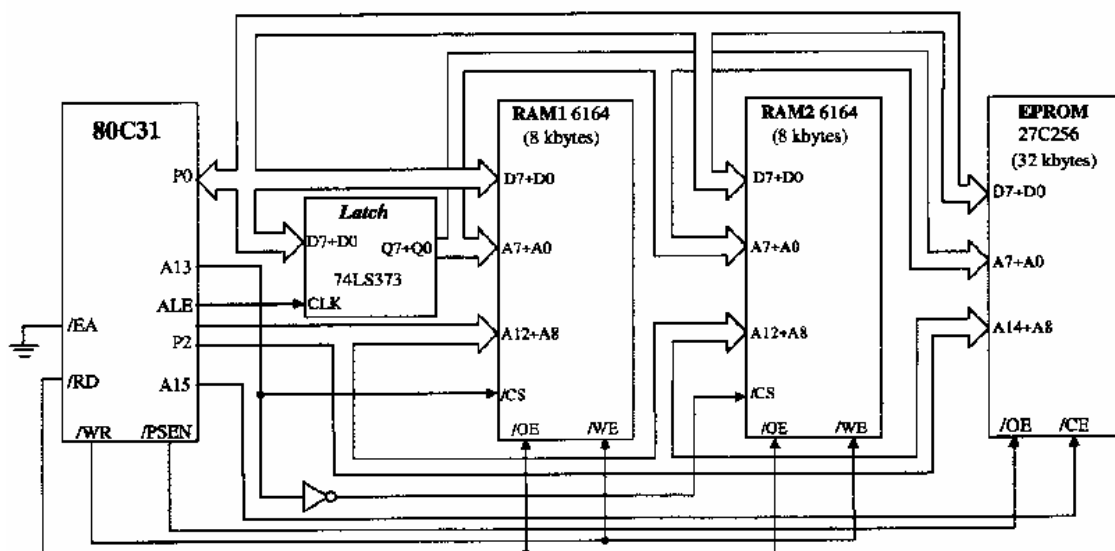 80C31
P0
A13
ALE
/EA
P2
/RD
A15
/WR
/PSEN
Latch
D7+D0
Q7+Q0
74LS373
CLK
RAM1 6164
(8 kbytes)
D7+D0
A7+A0
A12+A8
/CS
/OE
/WE
RAM2 6164
(8 kbytes)
D7+D0
A7+A0
A12+A8
/CS
/OE
/WE
EPROM
27C256
(32 kbytes)
D7+D0
A7+A0
A14+A8
/OE
/CE